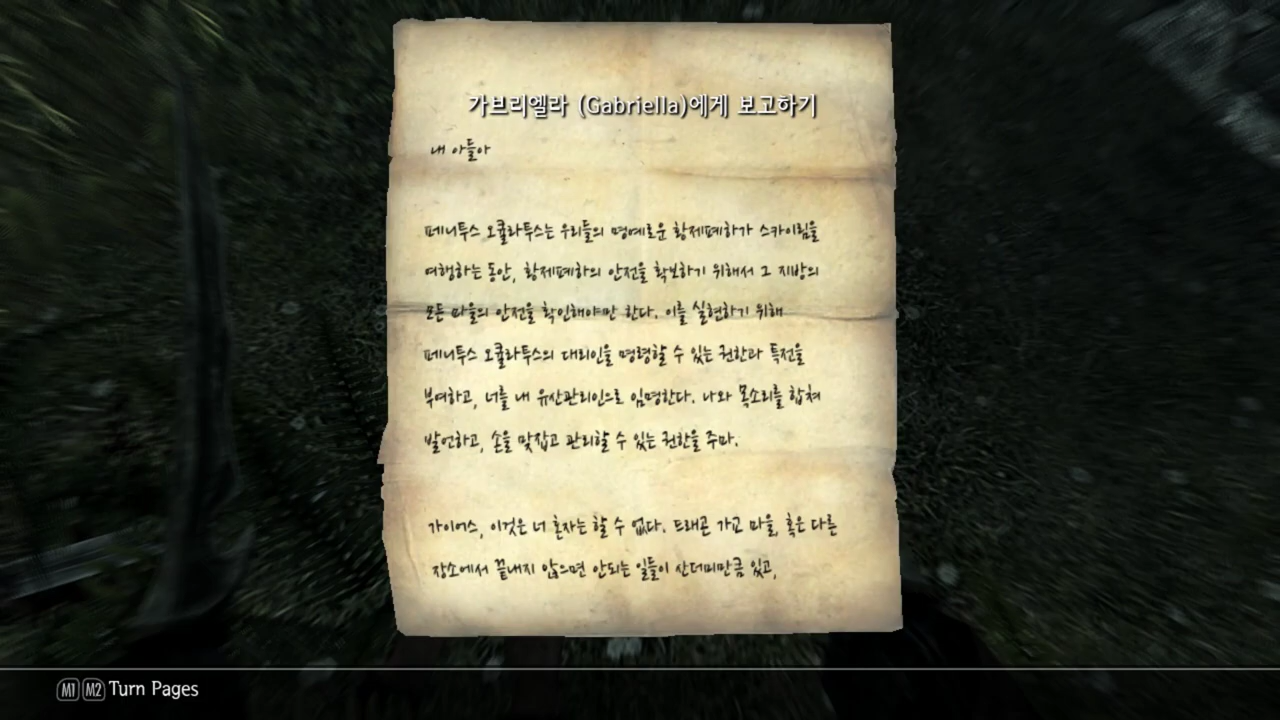 가브리엘라 (Gabriella)에게 보고하기
내 아들아
페니투스 오큘라투스는 우리들의 명예로운 황제폐하가 스카이림을
여행하는 동안, 황제폐하의 안전을 확보하기 위해서 그 지방의
모든 마을의 안전을 확인해야만 한다. 이를 실현하기 위해
페니투스 오큘라투스의 대리인을 명령할 수 있는 권한과 특전을
부여하고, 너를 내 유산관리인으로 임명한다. 나와 목소리를 합쳐
발언하고, 손을 맞잡고 관리할 수 있는 권한을 주마.
가이어스, 이것은 너 혼자는 할 수 없다. 드래곤 가고 마을, 혹은 다른
장소에서 끝내지 않으면 안되는 일들이 산더미만큼 있고,
M1 M2 Turn Pages